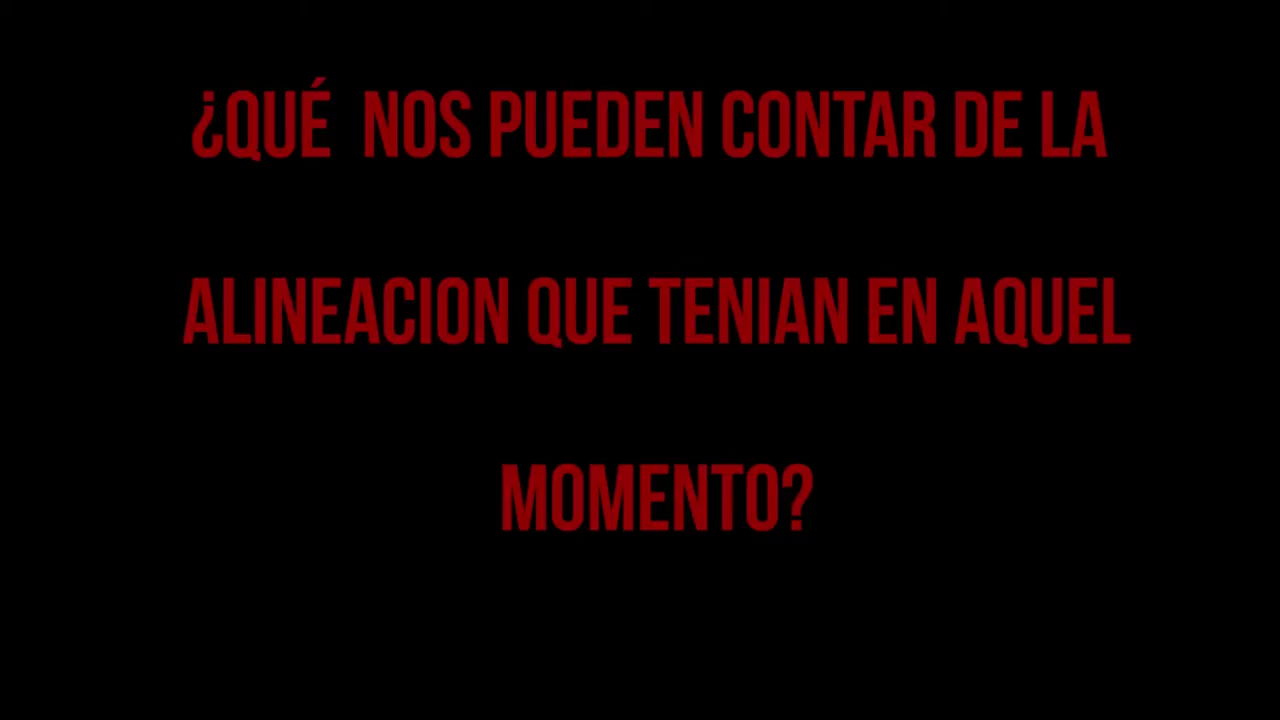 ¿QUÉ  NOS PUEDEN CONTAR DE LA
ALINEACION QUE TENIAN EN AQUEL
MOMENTO?